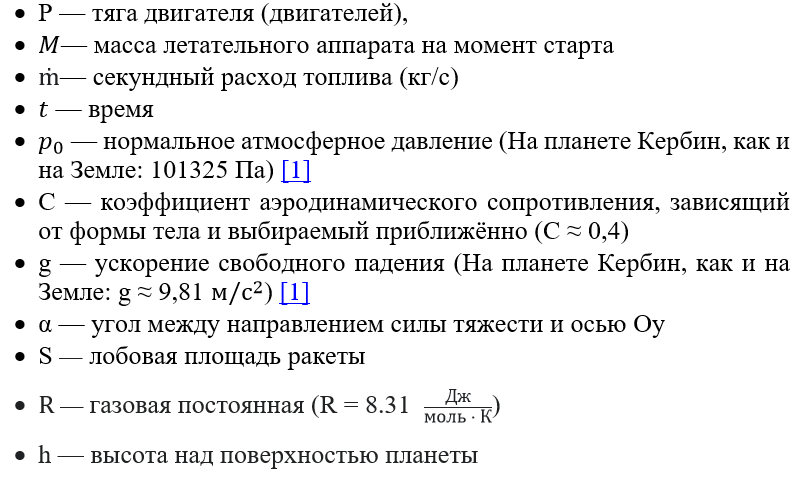 • P — тяга двигателя (двигателей),
• 𝑀— масса летательного аппарата на момент старта
• ṁ— секундный расход топлива (кг/с)
• 𝑡 — время
• 𝑝₀ — нормальное атмосферное давление (На планете Кербин, как и
на Земле: 101325 Па) [1]
• C — коэффициент аэродинамического сопротивления, зависящий
от формы тела и выбираемый приближённо (C ≈ 0,4)
• g — ускорение свободного падения (На планете Кербин, как и на
Земле: g ≈ 9,81 м/с²) [1]
• α — угол между направлением силы тяжести и осью Oy
• S — лобовая площадь ракеты
• R — газовая постоянная (R = 8.31 Дж/(моль · К))
• h — высота над поверхностью планеты